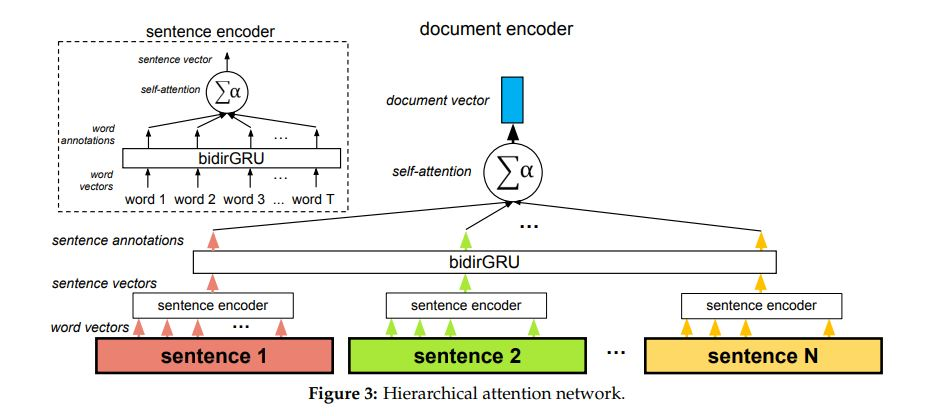 sentence encoder
sentence vector
self-attention
∑α
word annotations
...
bidirGRU
word vectors
...
word 1 word 2 word 3 ... word T
document encoder
document vector
self-attention
∑α
sentence annotations
...
bidirGRU
sentence vectors
sentence encoder sentence encoder sentence encoder
word vectors
...
sentence 1 sentence 2 ... sentence N
Figure 3: Hierarchical attention network.